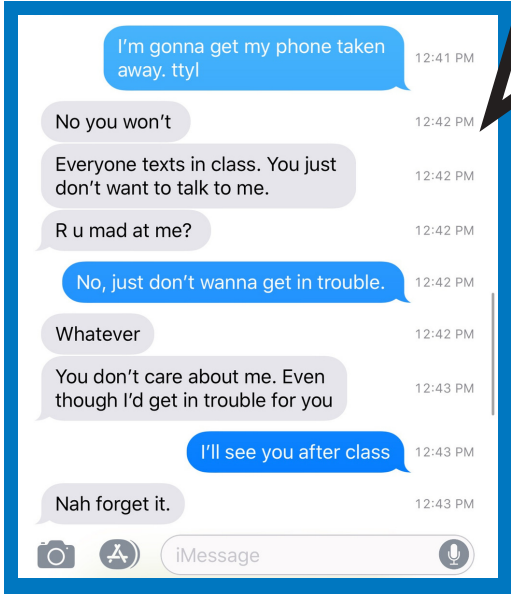 I'm gonna get my phone taken
away. ttyl
12:41 PM
No you won't
12:42 PM
Everyone texts in class. You just
don't want to talk to me.
12:42 PM
R u mad at me?
12:42 PM
No, just don't wanna get in trouble.
12:42 PM
Whatever
12:42 PM
You don't care about me. Even
though I'd get in trouble for you
12:43 PM
I'll see you after class
12:43 PM
Nah forget it.
12:43 PM
iMessage